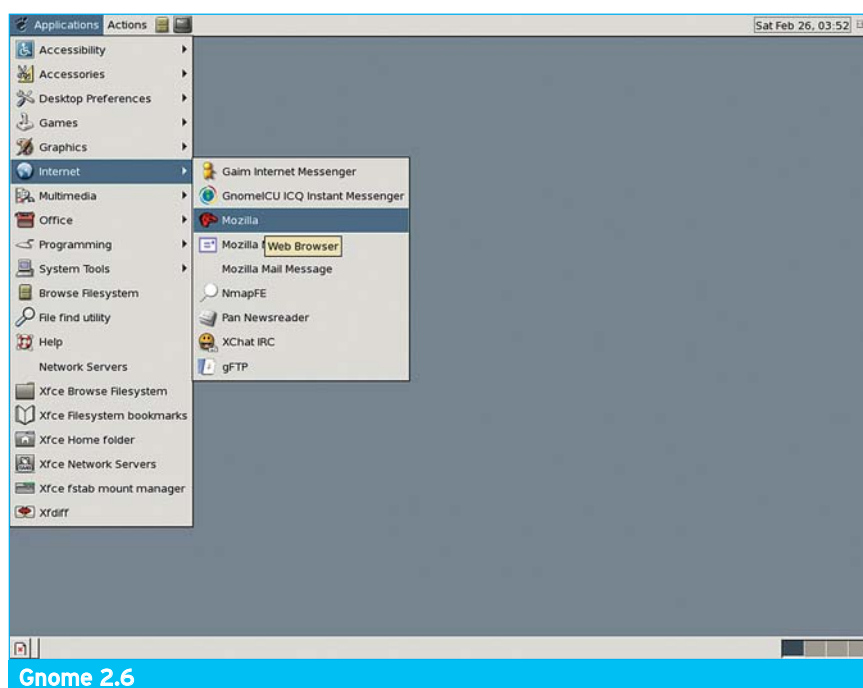 Applications Actions
Sat Feb 26, 03:52
Accessibility
Accessories
Desktop Preferences
Games
Graphics
Internet
Multimedia
Office
Programming
System Tools
Browse Filesystem
File find utility
Help
Network Servers
Xfce Browse Filesystem
Xfce Filesystem bookmarks
Xfce Home folder
Xfce Network Servers
Xfce fstab mount manager
Xfdiff
Gaim Internet Messenger
GnomeICU ICQ Instant Messenger
Mozilla
Mozilla
Web Browser
Mozilla Mail Message
NmapFE
Pan Newsreader
XChat IRC
gFTP
Gnome 2.6